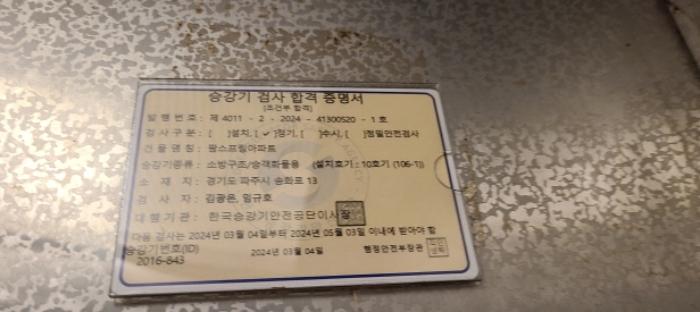 승강기 검사 합격 증명서
(조건부 합격)
발행번호 : 제 4011 - 2 - 2024 - 41300520 - 1 호
검사구분 : [ ]설치, [✓]정기, [ ]수시, [ ]정밀안전검사
건물명칭 : 팜스프링아파트
승강기종류 : 소방구조/승객화물용 (설치호기 : 10호기 (106-1))
소 재 지 : 경기도 파주시 송화로 13
검 사 자 : 김광은, 임규호
대행기관 : 한국승강기안전공단이사장
다음 검사는 2024년 03월 04일부터 2024년 05월 03일 이내에 받아야 함
승강기번호(ID)
2016-843
2024년 03월 04일
행정안전부장관